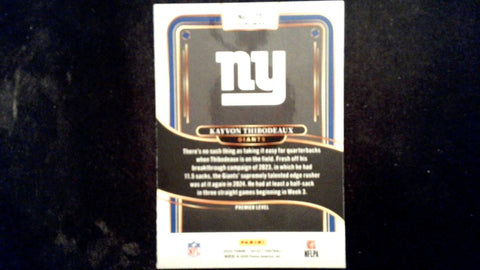 ny
KAYVON THIBODEAUX
GIANTS
There's no such thing as taking it easy for quarterbacks
when Thibodeaux is on the field. Fresh off his
breakthrough campaign of 2023, in which he had
11.5 sacks, the Giants' supremely talented edge rusher
was at it again in 2024. He had at least a half-sack
in three straight games beginning in Week 3.
PREMIER LEVEL
PANINI
NFL
NFLPA